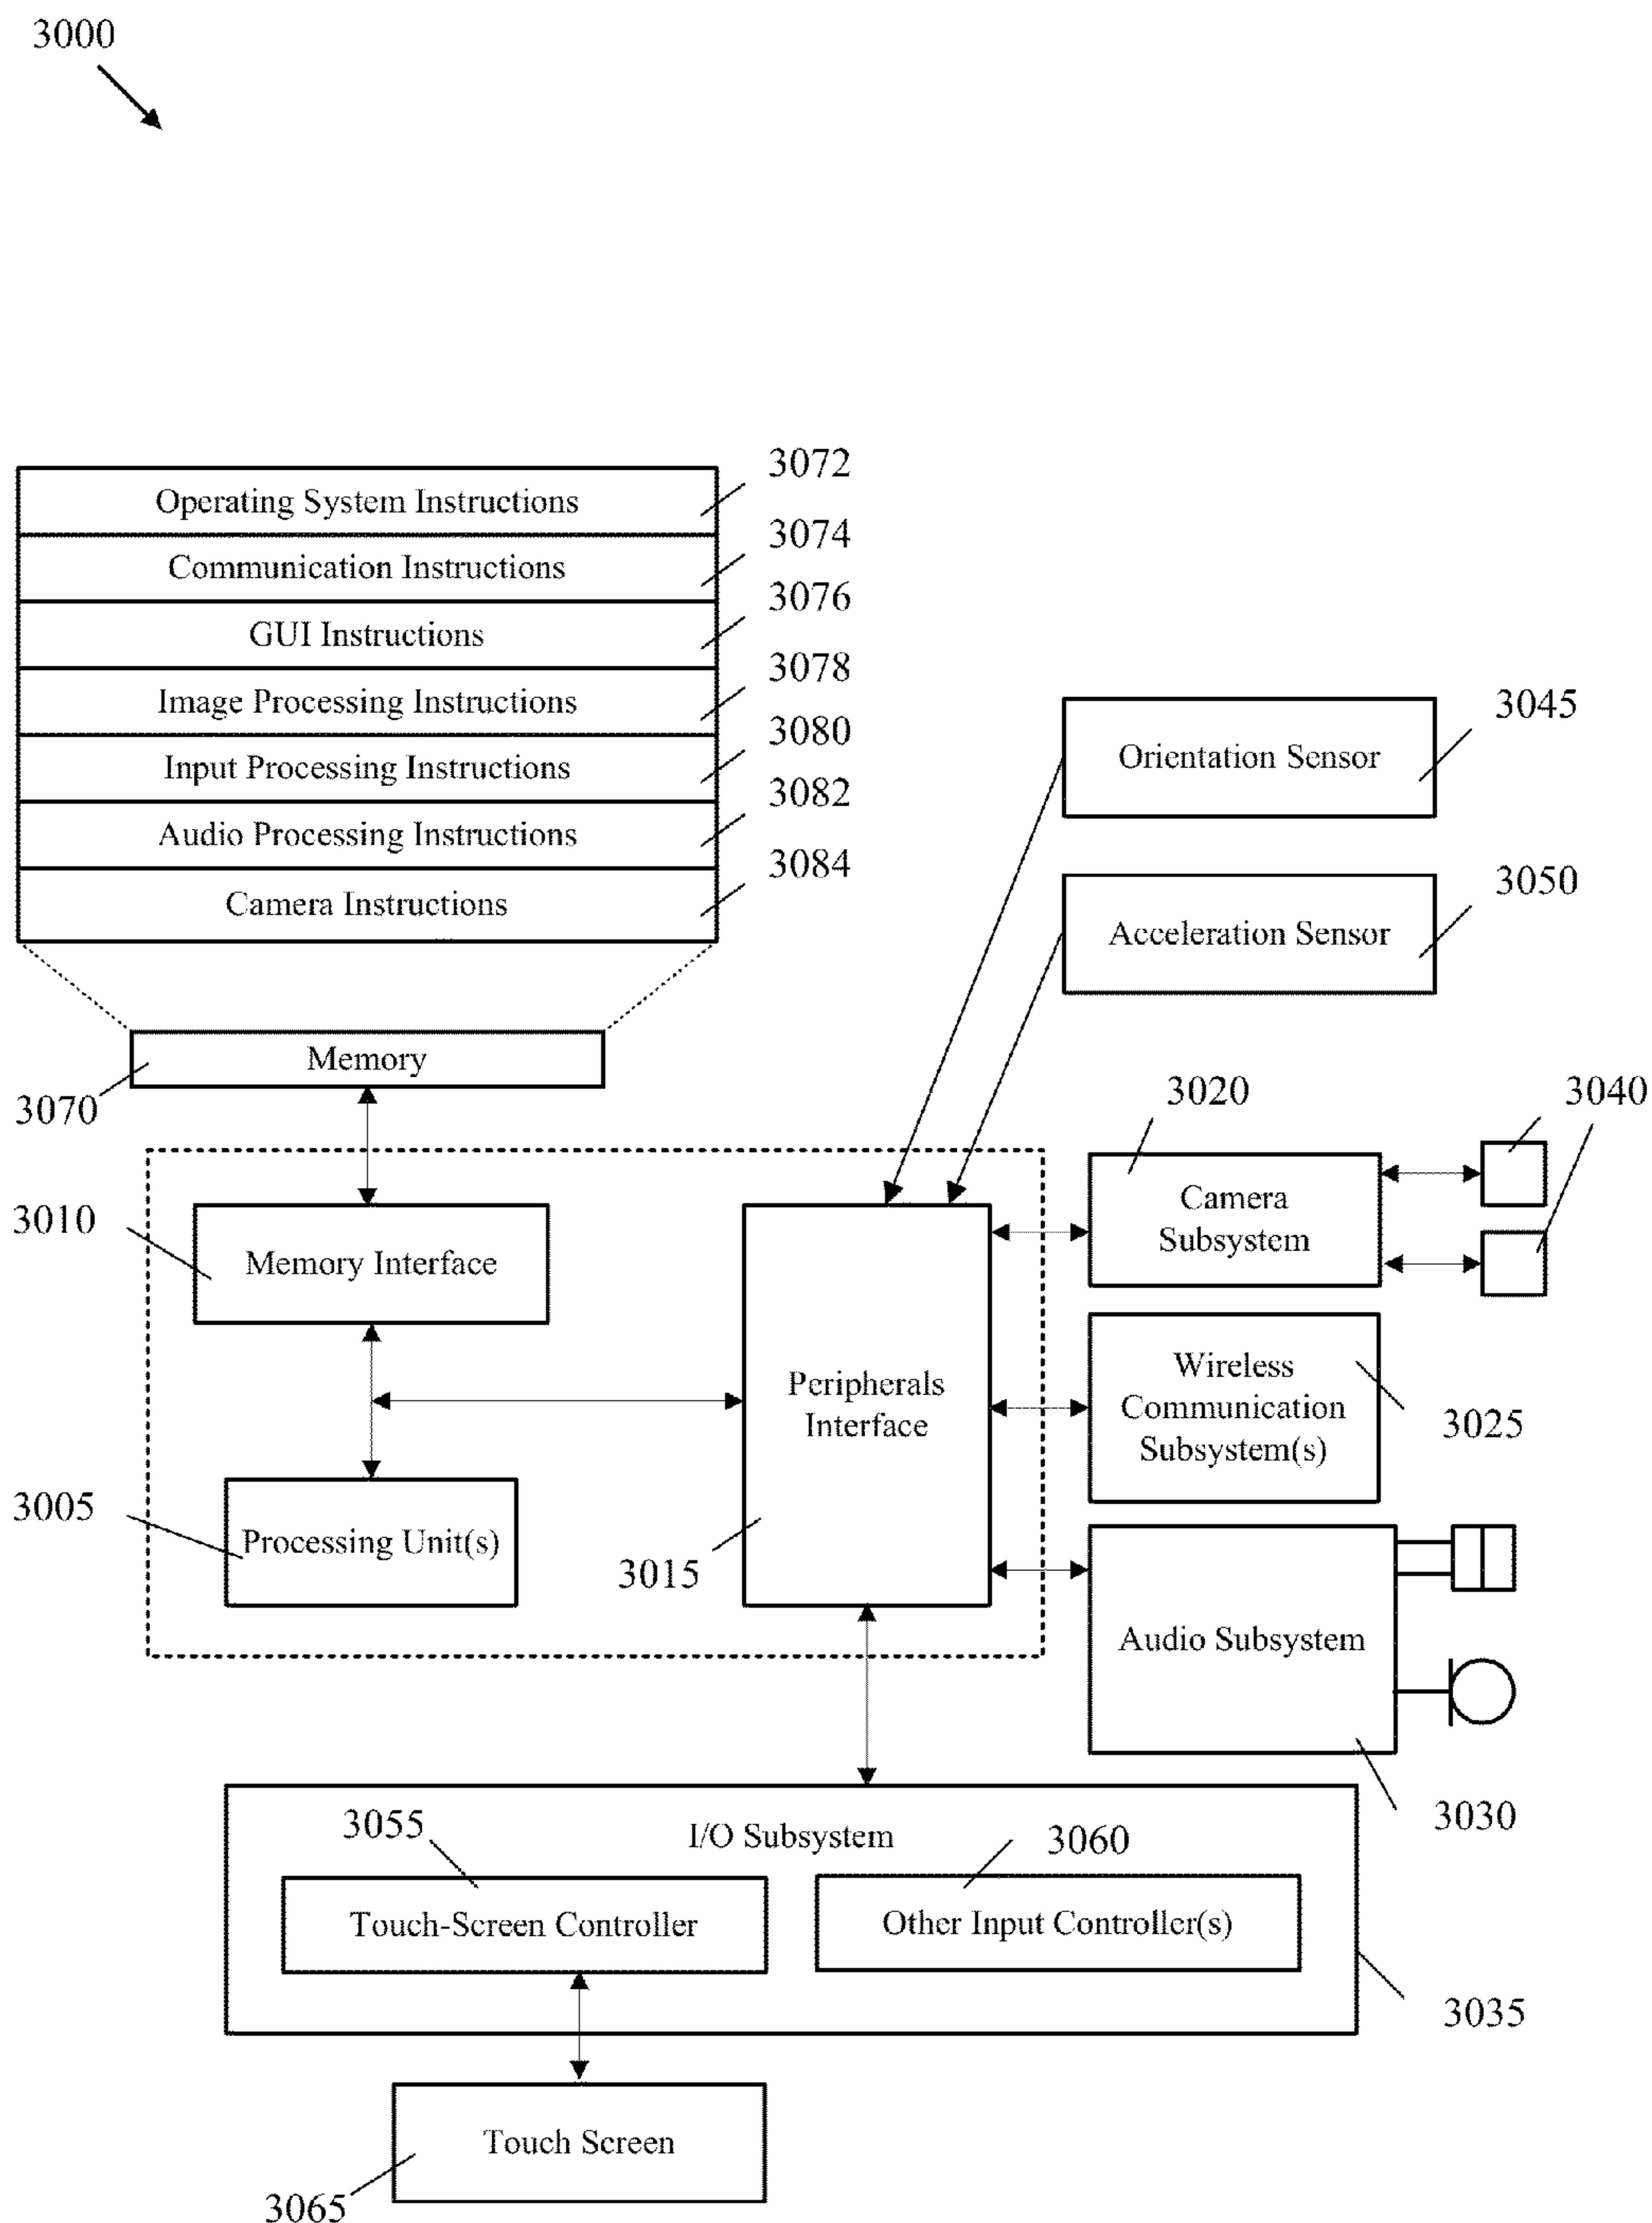 3000
3072
Operating System Instructions
3074
Communication Instructions
3076
GUI Instructions
3078
Image Processing Instructions
3080
Input Processing Instructions
3082
Audio Processing Instructions
3084
Camera Instructions
3045
Orientation Sensor
3050
Acceleration Sensor
Memory
3070
3020
3040
Camera
Subsystem
3010
Memory Interface
Peripherals
Interface
Wireless
Communication
Subsystem(s)
3025
3005
Processing Unit(s)
3015
Audio Subsystem
3030
3055
I/O Subsystem
3060
Touch-Screen Controller
Other Input Controller(s)
3035
Touch Screen
3065